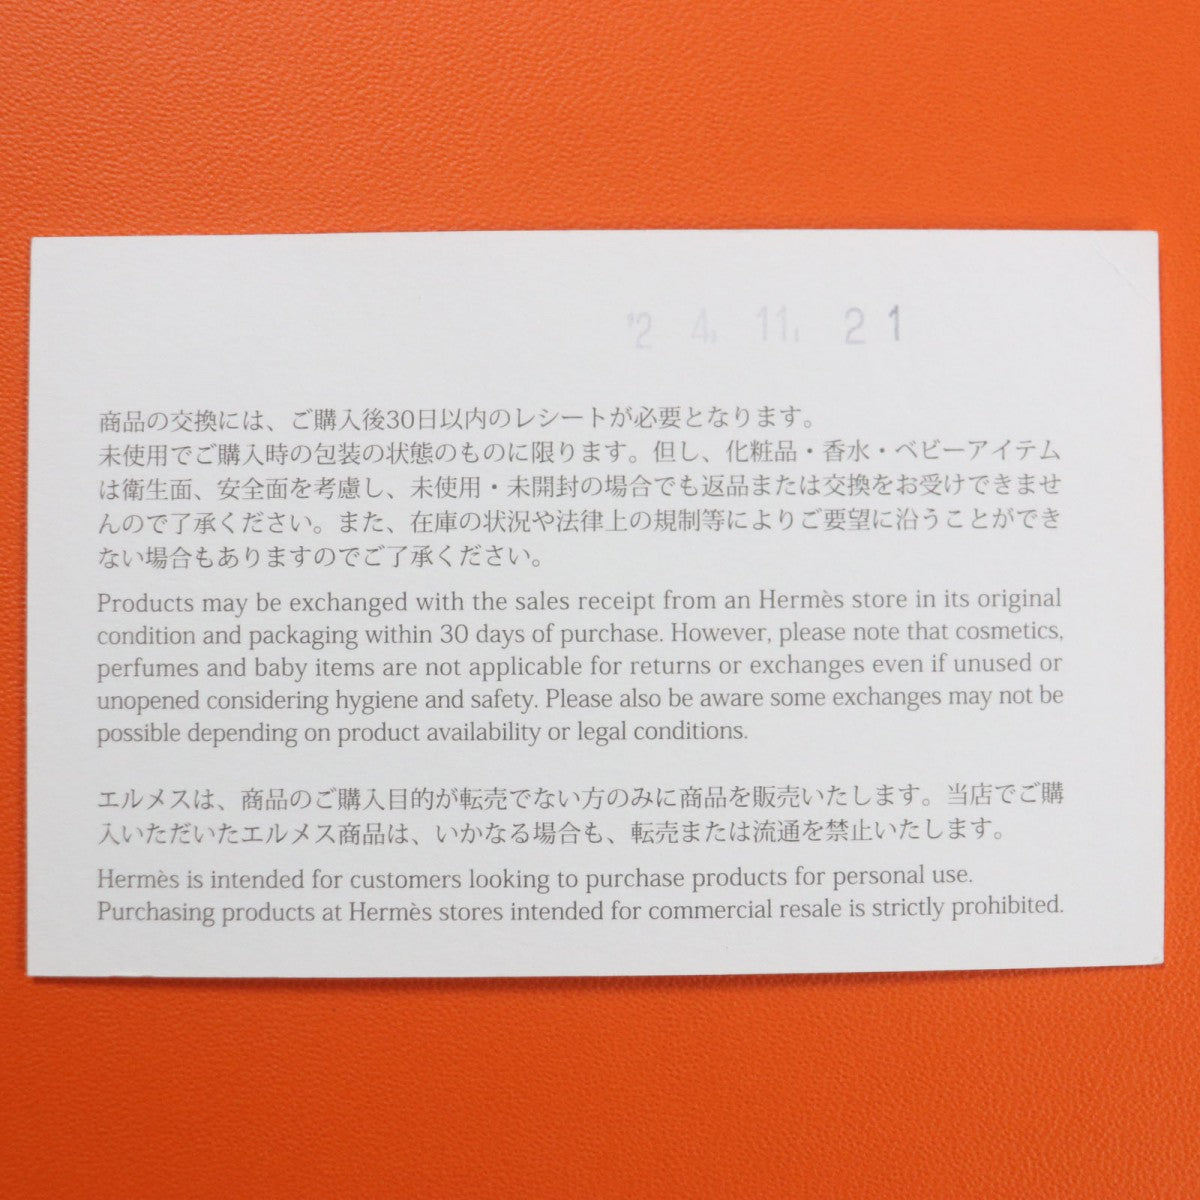 '2 4. 11. 21
商品の交換には、ご購入後30日以内のレシートが必要となります。
未使用でご購入時の包装の状態のものに限ります。但し、化粧品・香水・ベビーアイテム
は衛生面、安全面を考慮し、未使用・未開封の場合でも返品または交換をお受けできませ
んので了承ください。また、在庫の状況や法律上の規制等によりご要望に沿うことができ
ない場合もありますのでご了承ください。
Products may be exchanged with the sales receipt from an Hermès store in its original
condition and packaging within 30 days of purchase. However, please note that cosmetics,
perfumes and baby items are not applicable for returns or exchanges even if unused or
unopened considering hygiene and safety. Please also be aware some exchanges may not be
possible depending on product availability or legal conditions.
エルメスは、商品のご購入目的が転売でない方のみに商品を販売いたします。当店でご購
入いただいたエルメス商品は、いかなる場合も、転売または流通を禁止いたします。
Hermès is intended for customers looking to purchase products for personal use.
Purchasing products at Hermès stores intended for commercial resale is strictly prohibited.